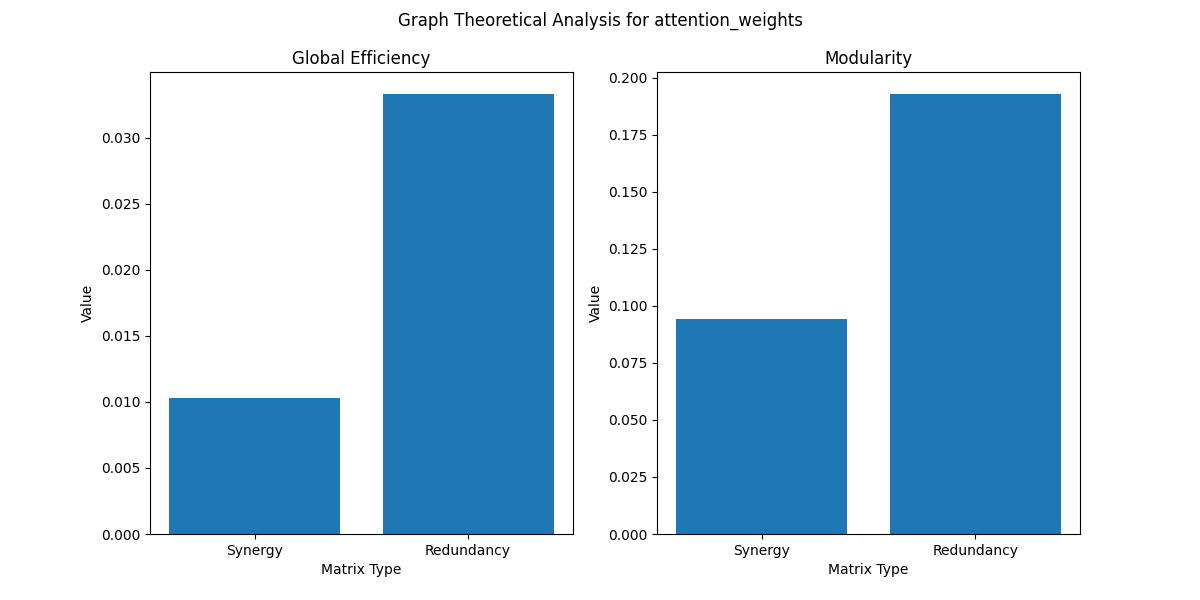 Graph Theoretical Analysis for attention_weights
Global Efficiency
Value
0.030
0.025
0.020
0.015
0.010
0.005
0.000
Synergy
Redundancy
Matrix Type
Modularity
Value
0.200
0.175
0.150
0.125
0.100
0.075
0.050
0.025
0.000
Synergy
Redundancy
Matrix Type